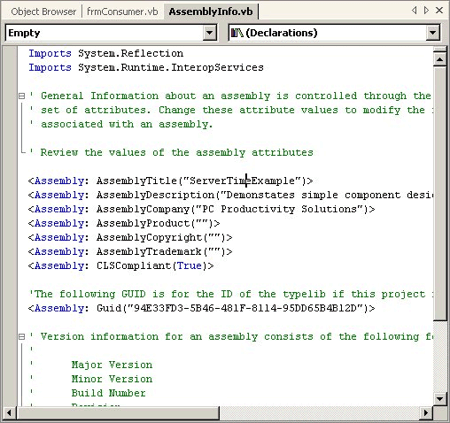 Object Browser | frmConsumer.vb AssemblyInfo.vb
Empty (Declarations)
Imports System.Reflection
Imports System.Runtime.InteropServices
' General Information about an assembly is controlled through the
' set of attributes. Change these attribute values to modify the
' associated with an assembly.
' Review the values of the assembly attributes
<Assembly: AssemblyTitle("ServerTimeExample")>
<Assembly: AssemblyDescription("Demonstates simple component desi
<Assembly: AssemblyCompany("PC Productivity Solutions")>
<Assembly: AssemblyProduct("")>
<Assembly: AssemblyCopyright("")>
<Assembly: AssemblyTrademark("")>
<Assembly: CLSCompliant(True)>
'The following GUID is for the ID of the typelib if this project
<Assembly: Guid("94E33FD3-5B46-481F-8114-95DD65B4B12D")>
' Version information for an assembly consists of the following fo
'
' Major Version
' Minor Version
' Build Number
' Revision